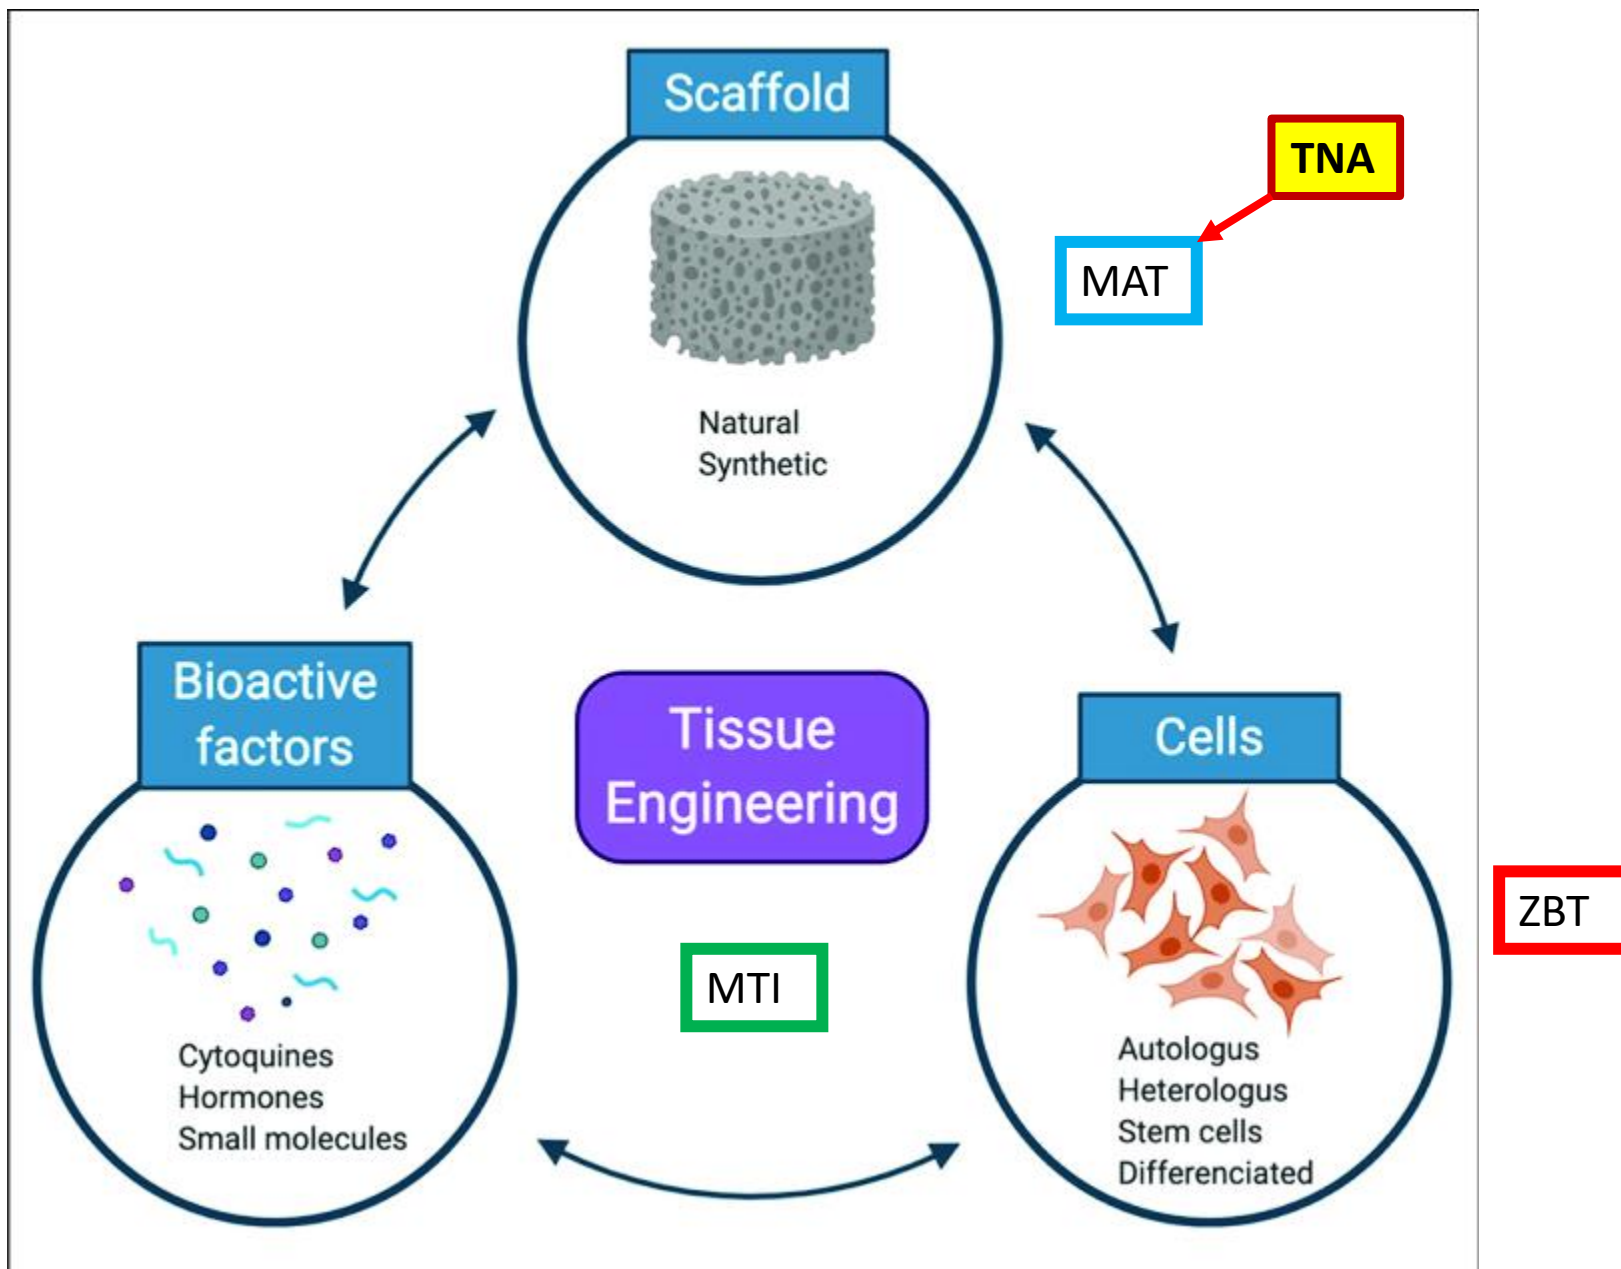 Scaffold
TNA
MAT
Natural
Synthetic
Bioactive
factors
Tissue
Engineering
Cells
ZBT
MTI
Cytoquines
Hormones
Small molecules
Autologus
Heterologus
Stem cells
Differenciated